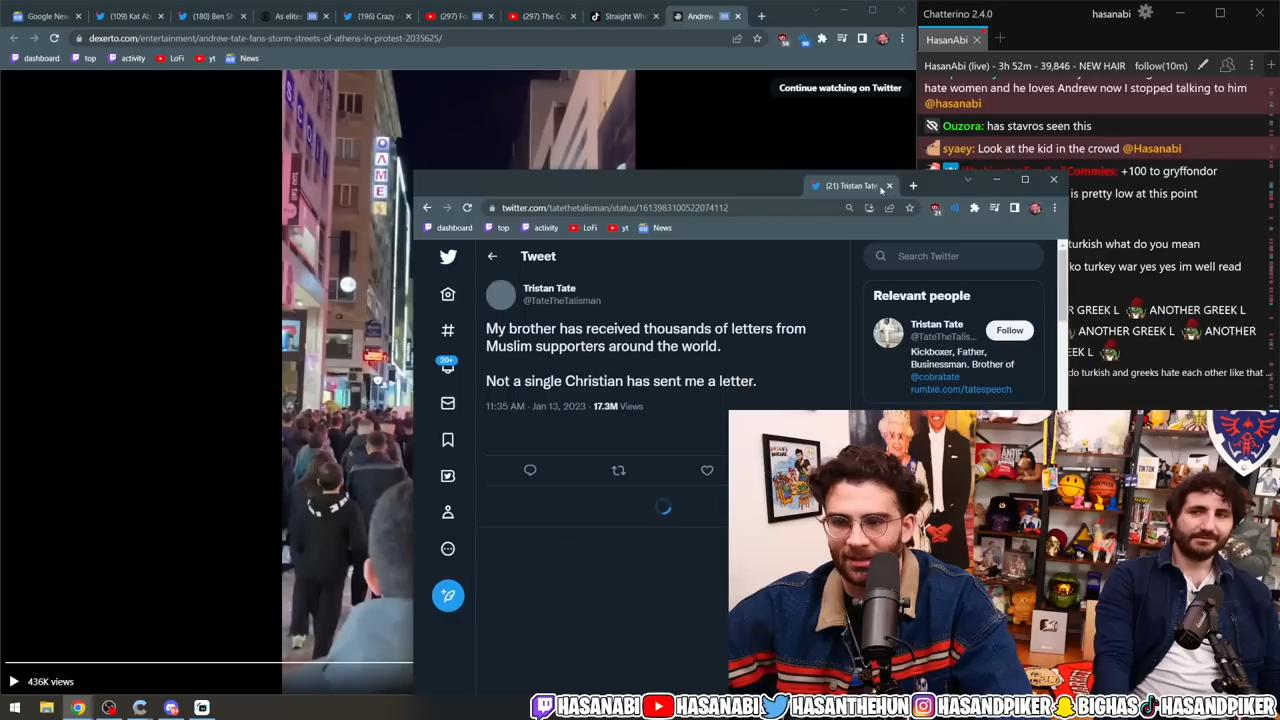 Google New
(109) Kat Ab
(180) Ben S
As elites
(196) Crazy
(297) Fo
(297) The Co
Straight Wh
Andrew
dexerto.com/entertainment/andrew-tate-fans-storm-streets-of-athens-in-protest-2035625/
50
90
dashboard
top
activity
LoFi
yt
News
Continue watching on Twitter
436K views
(21) Tristan Tate
twitter.com/tatethetalisman/status/1613983100522074112
21
dashboard
top
activity
LoFi
yt
News
Tweet
Search Twitter
20+
Tristan Tate
@TateTheTalisman
My brother has received thousands of letters from
Muslim supporters around the world.
Not a single Christian has sent me a letter.
11:35 AM · Jan 13, 2023 · 17.3M Views
Relevant people
Tristan Tate
@TateTheTalis...
Follow
Kickboxer, Father,
Businessman. Brother of
@cobratate
rumble.com/tatespeech
Chatterino 2.4.0
hasanabi
HasanAbi
HasanAbi (live) - 3h 52m - 39,846 - NEW HAIR
follow(10m)
hate women and he loves Andrew now I stopped talking to him
@hasanabi
Ouzora: has stavros seen this
syaey: Look at the kid in the crowd @Hasanabi
Commies: +100 to gryffondor
is pretty low at this point
turkish what do you mean
ko turkey war yes yes im well read
ER GREEK L ANOTHER GREEK L
ANOTHER GREEK L ANOTHER
EEK L
do turkish and greeks hate each other like that ...
HASANABI
HASANABI
HASANTHEHUN
HASANDPIKER
BIGHAS
HASANDPIKER